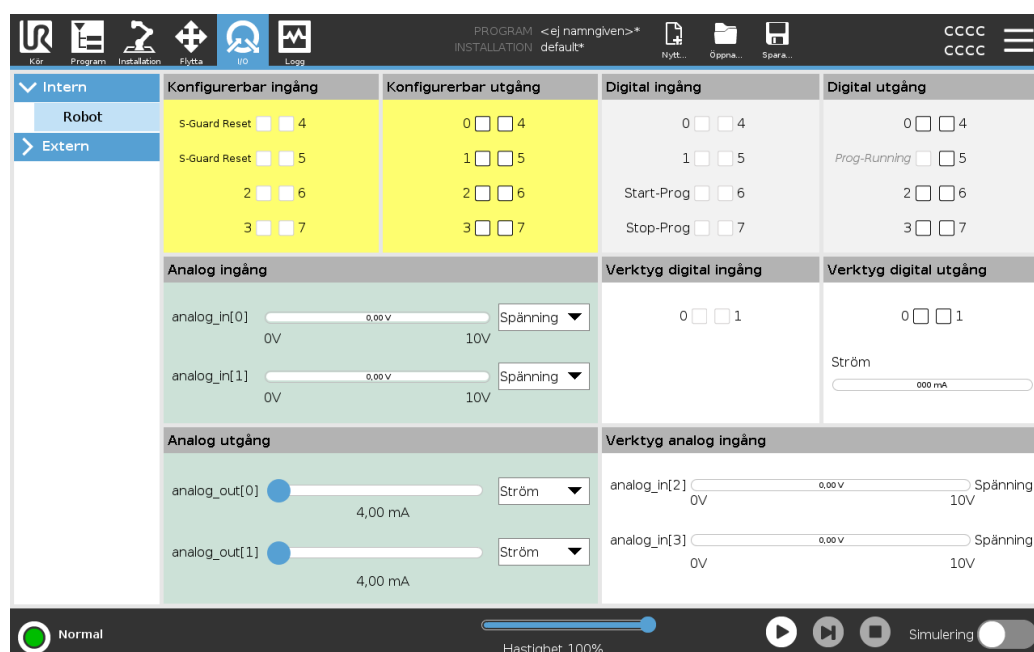 UR
PROGRAM <ej namngiven>*
INSTALLATION default*
CCCC
CCCC
Kör Program Installation Flytta I/O Logg Nytt... Öppna... Spara...
Intern
Robot
Extern
Konfigurerbar ingång
S-Guard Reset 4
S-Guard Reset 5
2 6
3 7
Konfigurerbar utgång
0 4
1 5
2 6
3 7
Digital ingång
0 4
1 5
Start-Prog 6
Stop-Prog 7
Digital utgång
0 4
Prog-Running 5
2 6
3 7
Analog ingång
analog_in[0] 0,00 V Spänning
0V 10V
analog_in[1] 0,00 V Spänning
0V 10V
Verktyg digital ingång
0 1
Verktyg digital utgång
0 1
Ström
000 mA
Analog utgång
analog_out[0] Ström
4,00 mA
analog_out[1] Ström
4,00 mA
Verktyg analog ingång
analog_in[2] 0,00 V Spänning
0V 10V
analog_in[3] 0,00 V Spänning
0V 10V
Normal
Hastighet 100%
Simulering